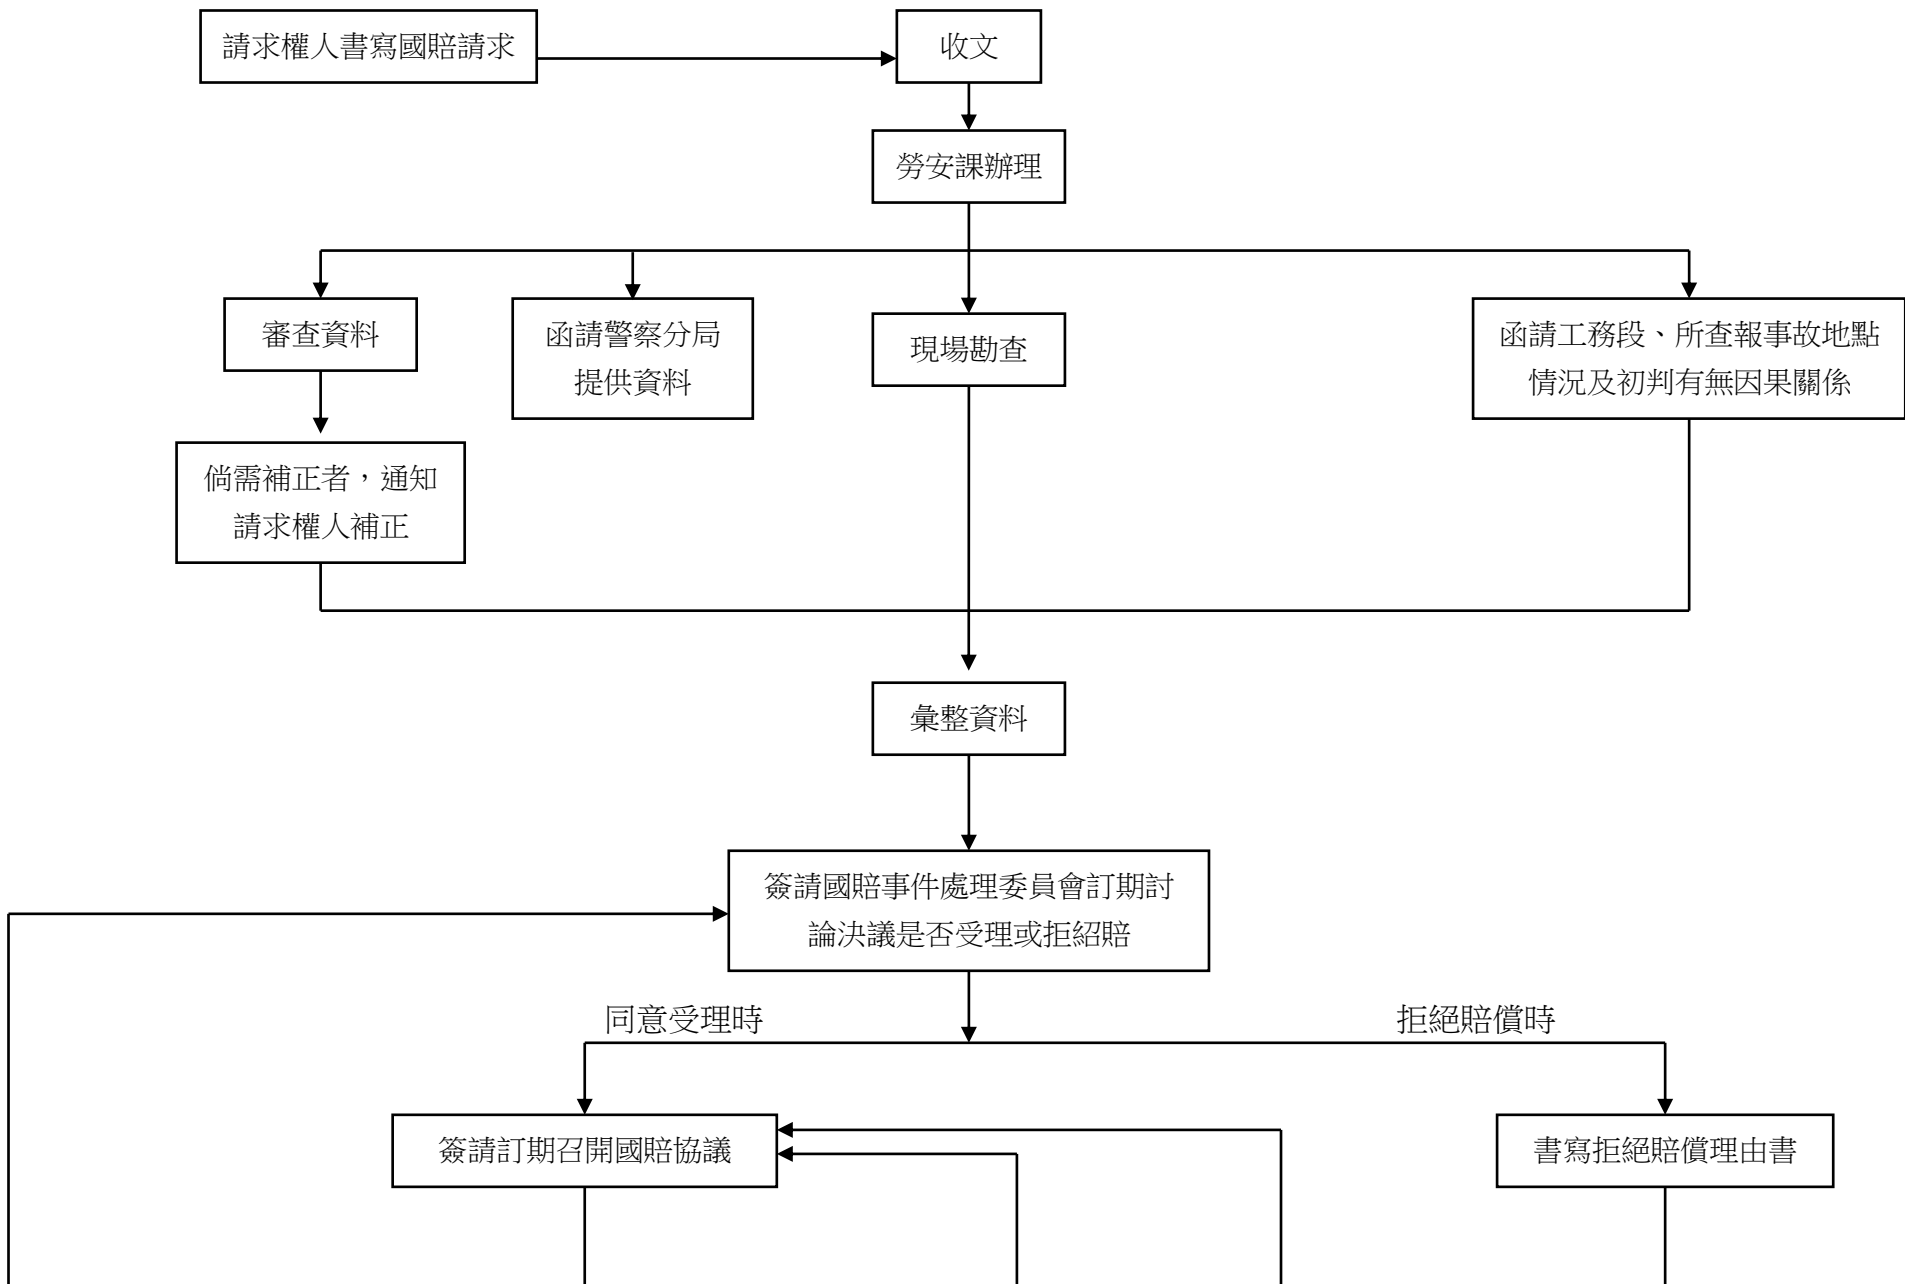 請求權人書寫國賠請求
收文
勞安課辦理
審查資料
函請警察分局
提供資料
現場勘查
函請工務段、所查報事故地點
情況及初判有無因果關係
倘需補正者，通知
請求權人補正
彙整資料
簽請國賠事件處理委員會訂期討
論決議是否受理或拒紹賠
同意受理時
拒絕賠償時
簽請訂期召開國賠協議
書寫拒絕賠償理由書